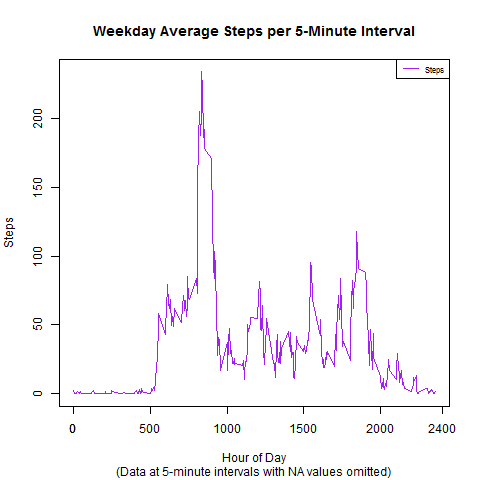 Weekday Average Steps per 5-Minute Interval
Steps
200
150
100
50
0
Steps
0 500 1000 1500 2000 2400
Hour of Day
(Data at 5-minute intervals with NA values omitted)